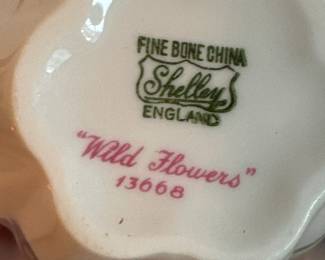 FINE BONE CHINA
Shelley
ENGLAND
"Wild Flowers"
13668